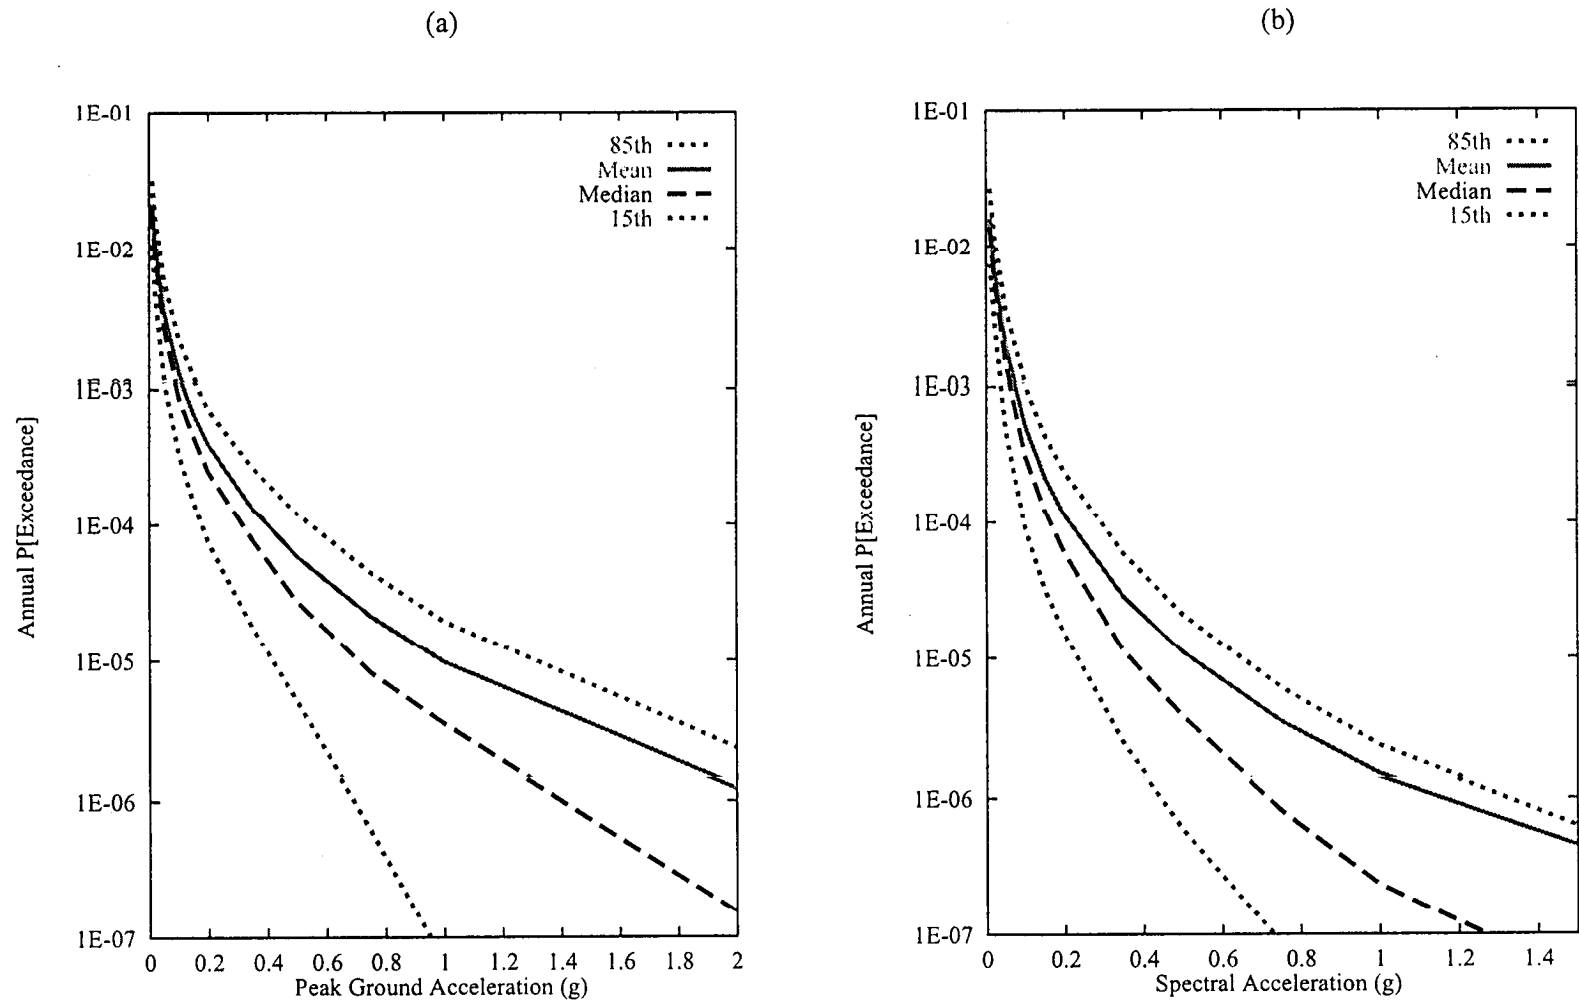 (a)
1E-01
1E-02
1E-03
1E-04
1E-05
1E-06
1E-07
Annual P[Exceedance]
85th
Mean
Median
15th
0 0.2 0.4 0.6 0.8 1 1.2 1.4 1.6 1.8 2
Peak Ground Acceleration (g)
(b)
1E-01
1E-02
1E-03
1E-04
1E-05
1E-06
1E-07
Annual P[Exceedance]
85th
Mean
Median
15th
0 0.2 0.4 0.6 0.8 1 1.2 1.4
Spectral Acceleration (g)